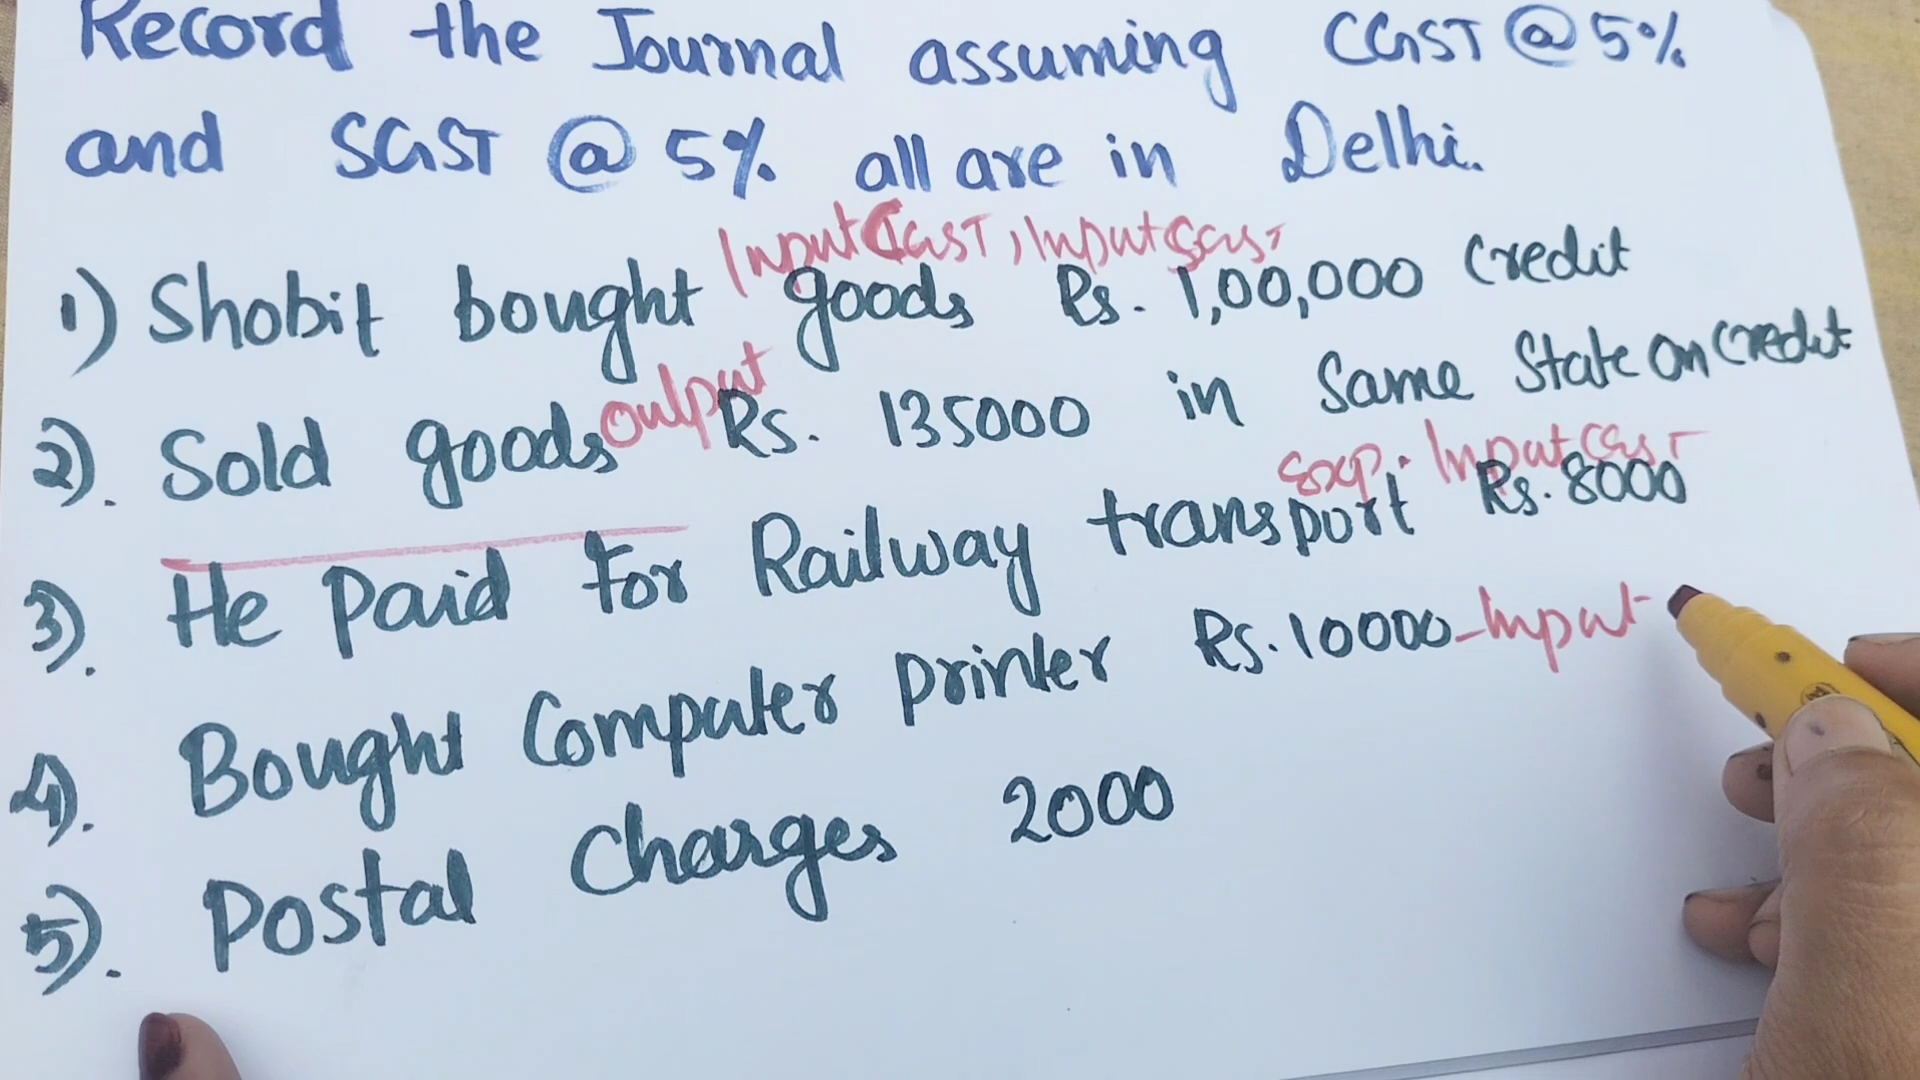 Record the Journal assuming CGST @ 5%
and SGST @ 5% all are in Delhi.
Input CGST, Input SGST
1) Shobit bought goods Rs. 1,00,000 Credit
output
2). Sold goods Rs. 135000 in Same State on Credit
exp. Input CGST
3). He Paid For Railway transport Rs. 8000
4). Bought Computer Printer Rs. 10000 - Input
5). Postal Charges 2000